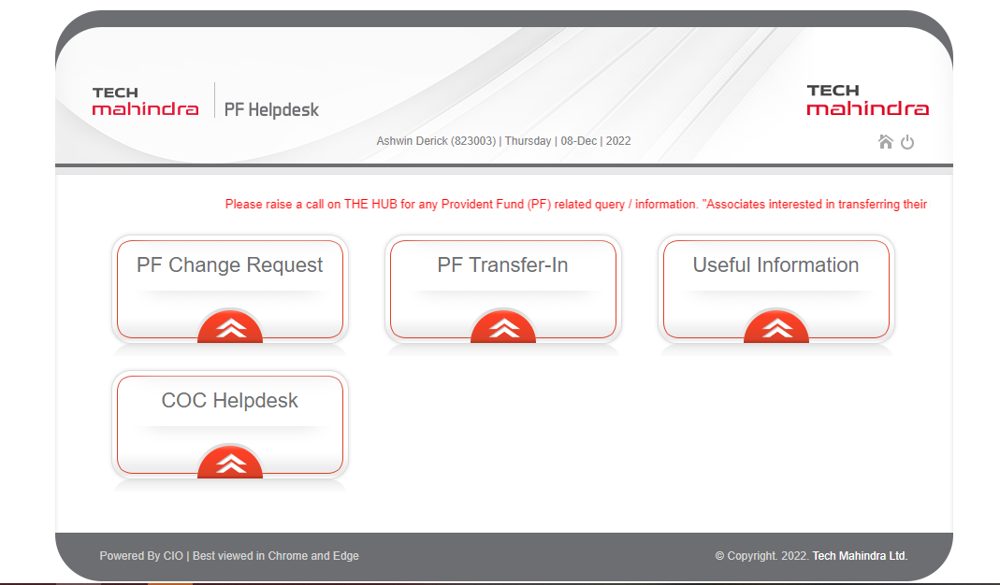 TECH
mahindra
PF Helpdesk
TECH
mahindra
Ashwin Derick (823003) | Thursday | 08-Dec | 2022
Please raise a call on THE HUB for any Provident Fund (PF) related query / information. "Associates interested in transferring their
PF Change Request
PF Transfer-In
Useful Information
COC Helpdesk
Powered By CIO | Best viewed in Chrome and Edge
© Copyright. 2022. Tech Mahindra Ltd.